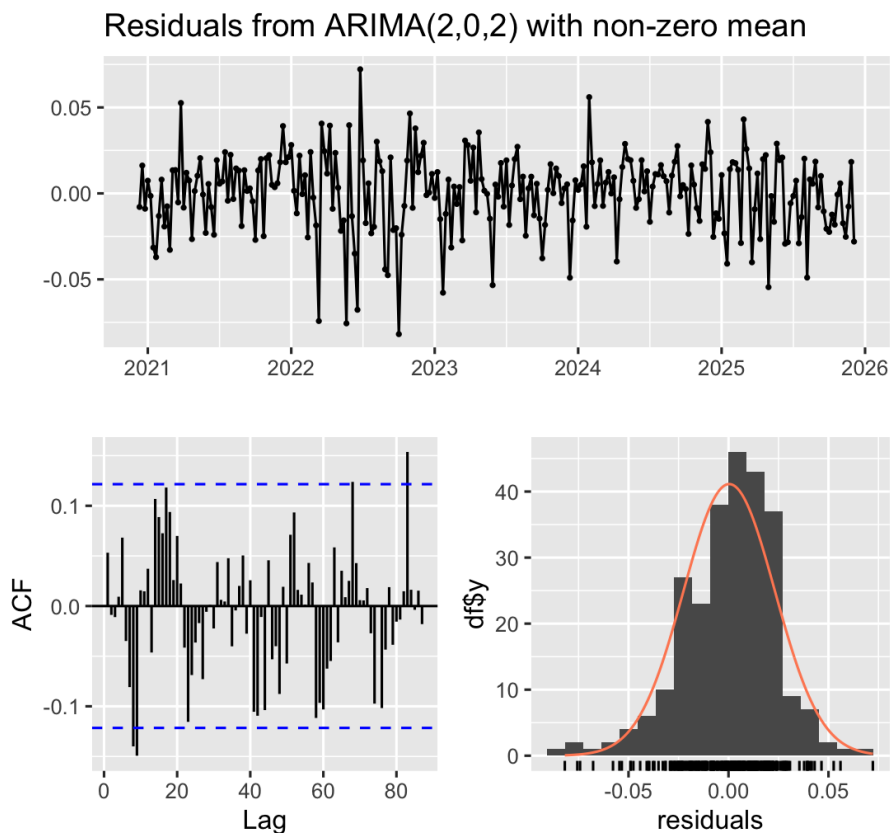 Residuals from ARIMA(2,0,2) with non-zero mean
0.05
0.00
-0.05
2021 2022 2023 2024 2025 2026
ACF
0.1
0.0
-0.1
0 20 40 60 80
Lag
df$y
40
30
20
10
0
-0.05 0.00 0.05
residuals